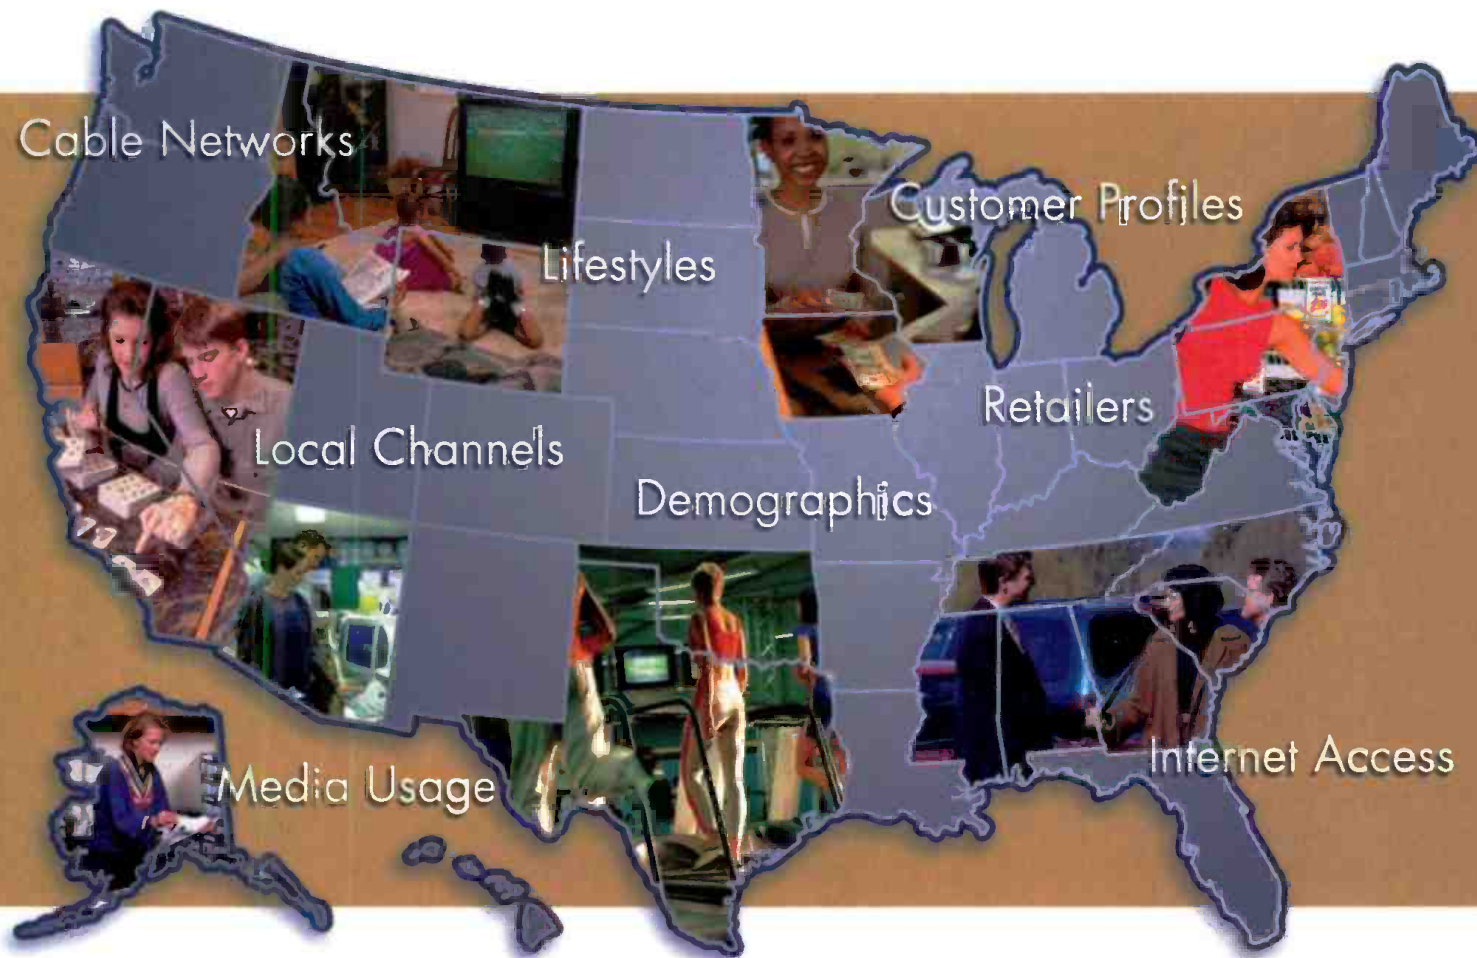 Cable Networks
Customer Profiles
Lifestyles
Retailers
Local Channels
Demographics
Internet Access
Media Usage